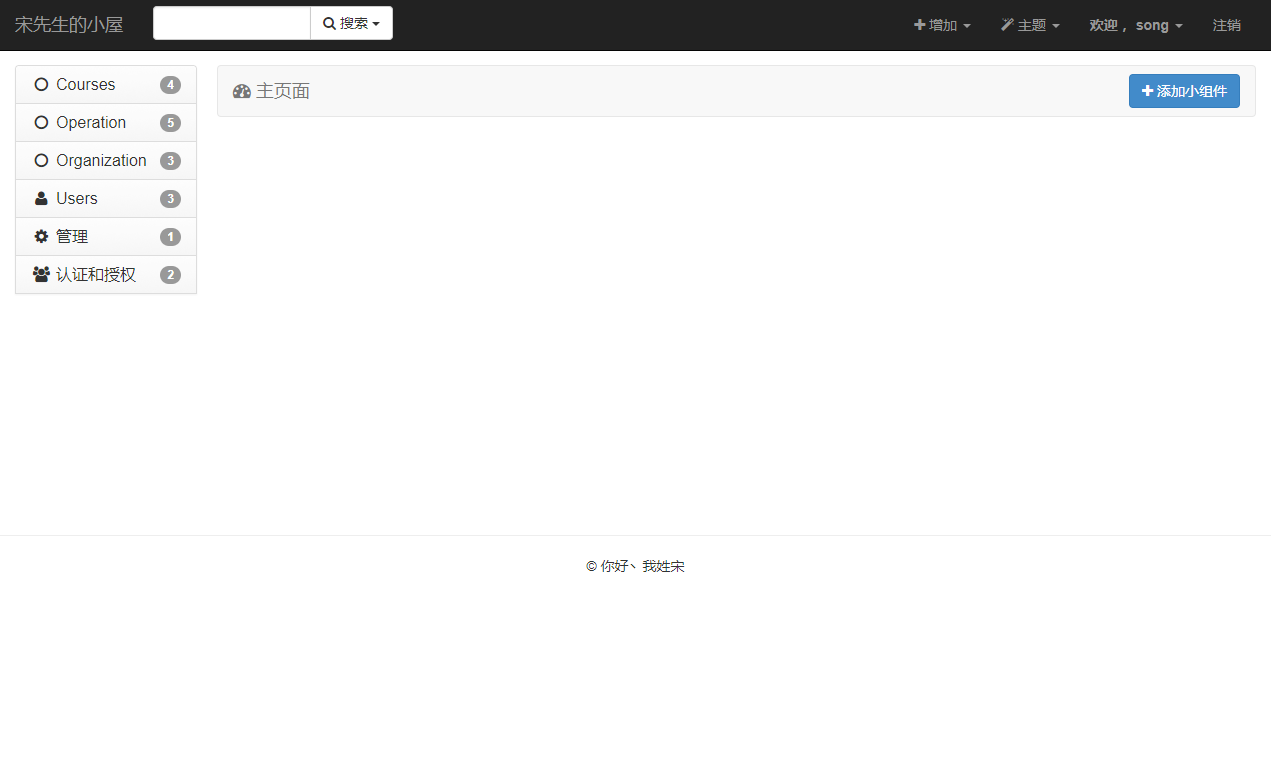 宋先生的小屋 搜索 增加 主题 欢迎， song 注销
Courses 4
Operation 5
Organization 3
Users 3
管理 1
认证和授权 2
主页面 添加小组件
© 你好丶 我姓宋